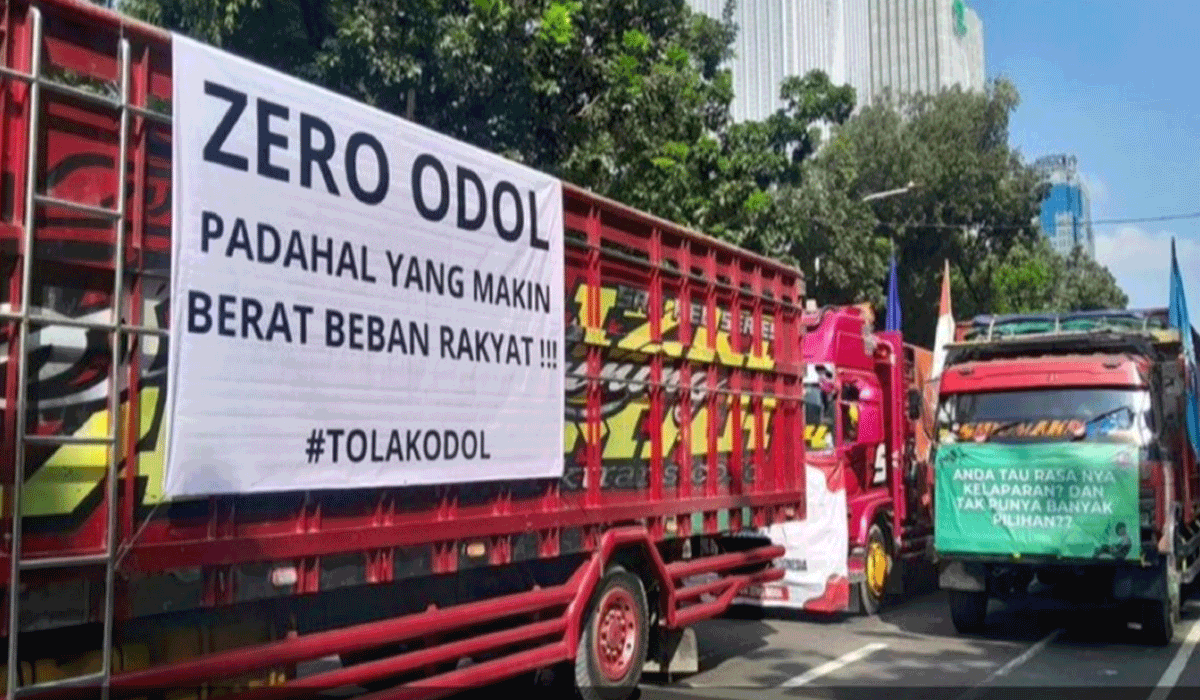 ZERO ODOL
PADAHAL YANG MAKIN
BERAT BEBAN RAKYAT !!!
#TOLAKODOL
ANDA TAU RASA NYA
KELAPARAN? DAN
TAK PUNYA BANYAK
PILIHAN??